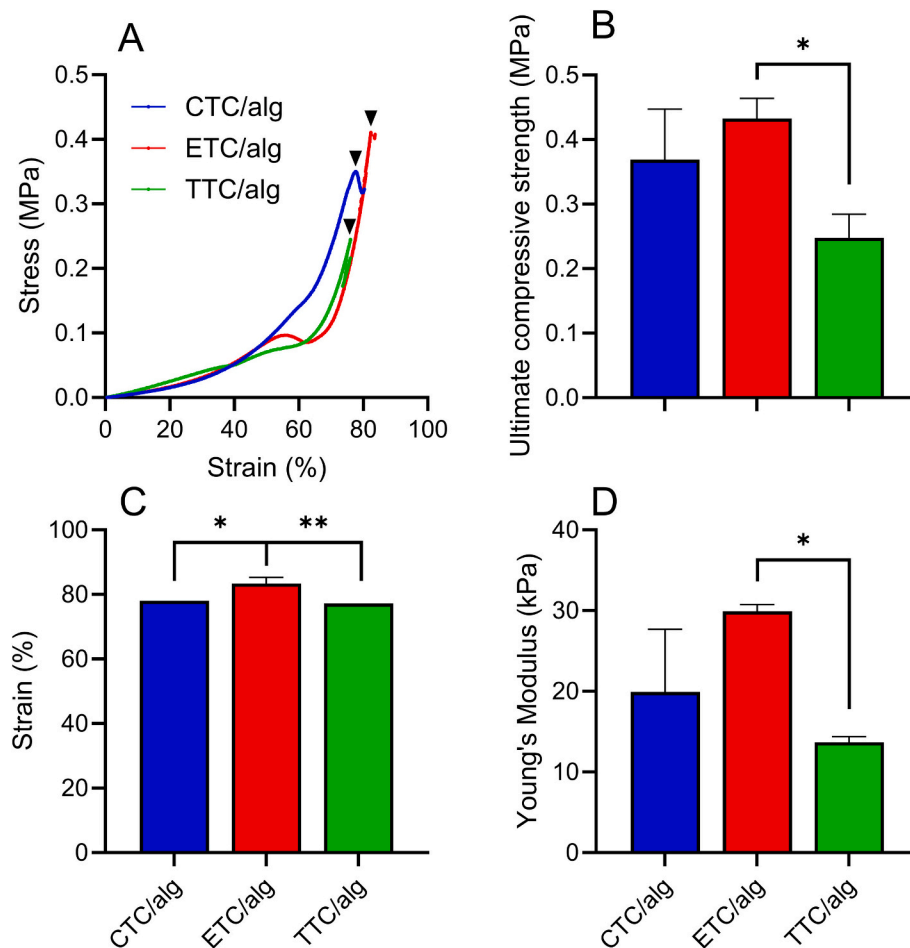 A
Stress (MPa)
0.5
0.4
0.3
0.2
0.1
0.0
CTC/alg
ETC/alg
TTC/alg
0 20 40 60 80 100
Strain (%)
B
Ultimate compressive strength (MPa)
0.5
0.4
0.3
0.2
0.1
0.0
*
C
Strain (%)
100
80
60
40
20
0
* **
CTC/alg
ETC/alg
TTC/alg
D
Young's Modulus (kPa)
40
30
20
10
0
*
CTC/alg
ETC/alg
TTC/alg